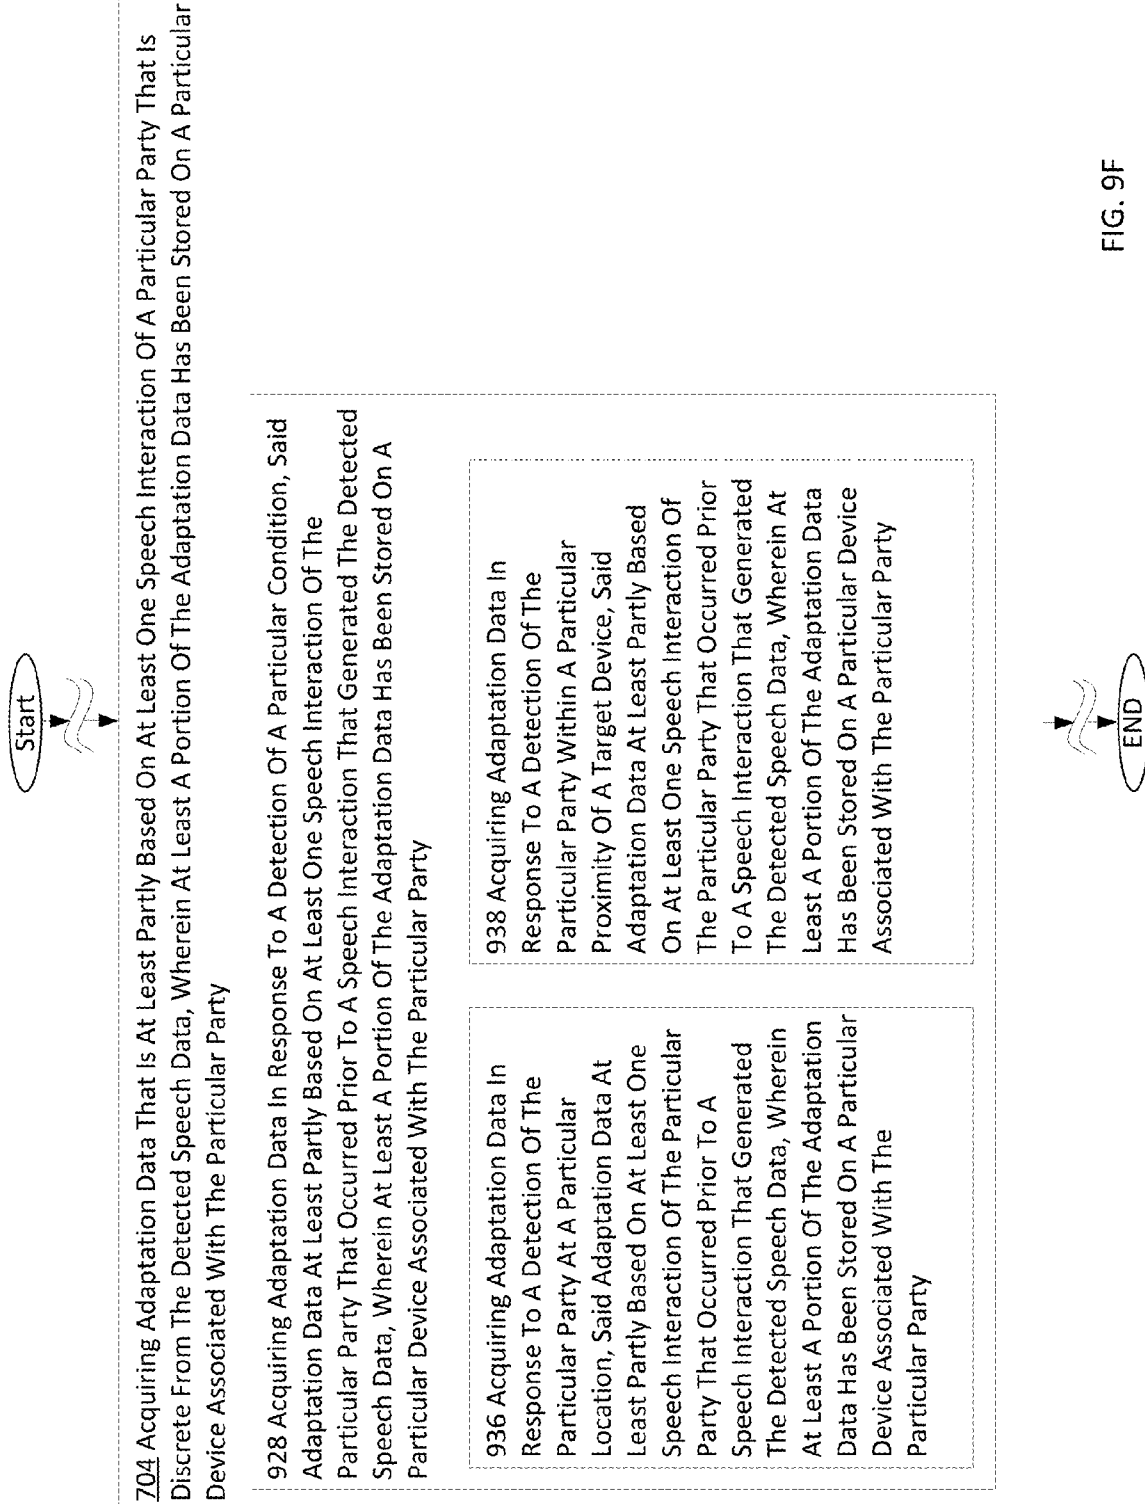 Start
704 Acquiring Adaptation Data That Is At Least Partly Based On At Least One Speech Interaction Of A Particular Party That Is
Discrete From The Detected Speech Data, Wherein At Least A Portion Of The Adaptation Data Has Been Stored On A Particular
Device Associated With The Particular Party
928 Acquiring Adaptation Data In Response To A Detection Of A Particular Condition, Said
Adaptation Data At Least Partly Based On At Least One Speech Interaction Of The
Particular Party That Occurred Prior To A Speech Interaction That Generated The Detected
Speech Data, Wherein At Least A Portion Of The Adaptation Data Has Been Stored On A
Particular Device Associated With The Particular Party
936 Acquiring Adaptation Data In
Response To A Detection Of The
Particular Party At A Particular
Location, Said Adaptation Data At
Least Partly Based On At Least One
Speech Interaction Of The Particular
Party That Occurred Prior To A
Speech Interaction That Generated
The Detected Speech Data, Wherein
At Least A Portion Of The Adaptation
Data Has Been Stored On A Particular
Device Associated With The
Particular Party
938 Acquiring Adaptation Data In
Response To A Detection Of The
Particular Party Within A Particular
Proximity Of A Target Device, Said
Adaptation Data At Least Partly Based
On At Least One Speech Interaction Of
The Particular Party That Occurred Prior
To A Speech Interaction That Generated
The Detected Speech Data, Wherein At
Least A Portion Of The Adaptation Data
Has Been Stored On A Particular Device
Associated With The Particular Party
END
FIG. 9F